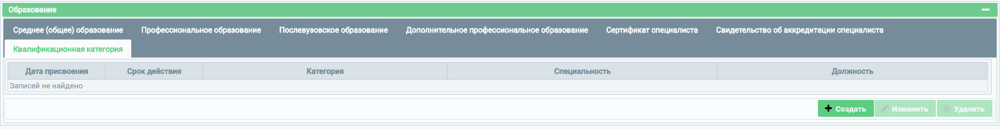 Образование
Среднее (общее) образование Профессиональное образование Послевузовское образование Дополнительное профессиональное образование Сертификат специалиста Свидетельство об аккредитации специалиста
Квалификационная категория
Дата присвоения Срок действия Категория Специальность Должность
Записей не найдено
Создать Изменить Удалить